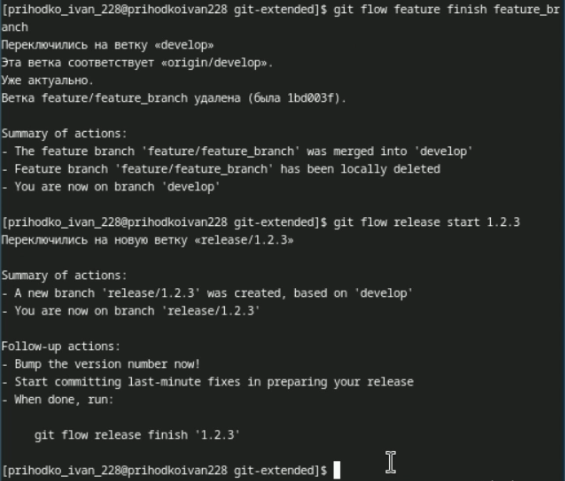 [prihodko_ivan_228@prihodkoivan228 git-extended]$ git flow feature finish feature_br
anch
Переключились на ветку «develop»
Эта ветка соответствует «origin/develop».
Уже актуально.
Ветка feature/feature_branch удалена (была 1bd003f).
Summary of actions:
- The feature branch 'feature/feature_branch' was merged into 'develop'
- Feature branch 'feature/feature_branch' has been locally deleted
- You are now on branch 'develop'
[prihodko_ivan_228@prihodkoivan228 git-extended]$ git flow release start 1.2.3
Переключились на новую ветку «release/1.2.3»
Summary of actions:
- A new branch 'release/1.2.3' was created, based on 'develop'
- You are now on branch 'release/1.2.3'
Follow-up actions:
- Bump the version number now!
- Start committing last-minute fixes in preparing your release
- When done, run:
git flow release finish '1.2.3'
[prihodko_ivan_228@prihodkoivan228 git-extended]$